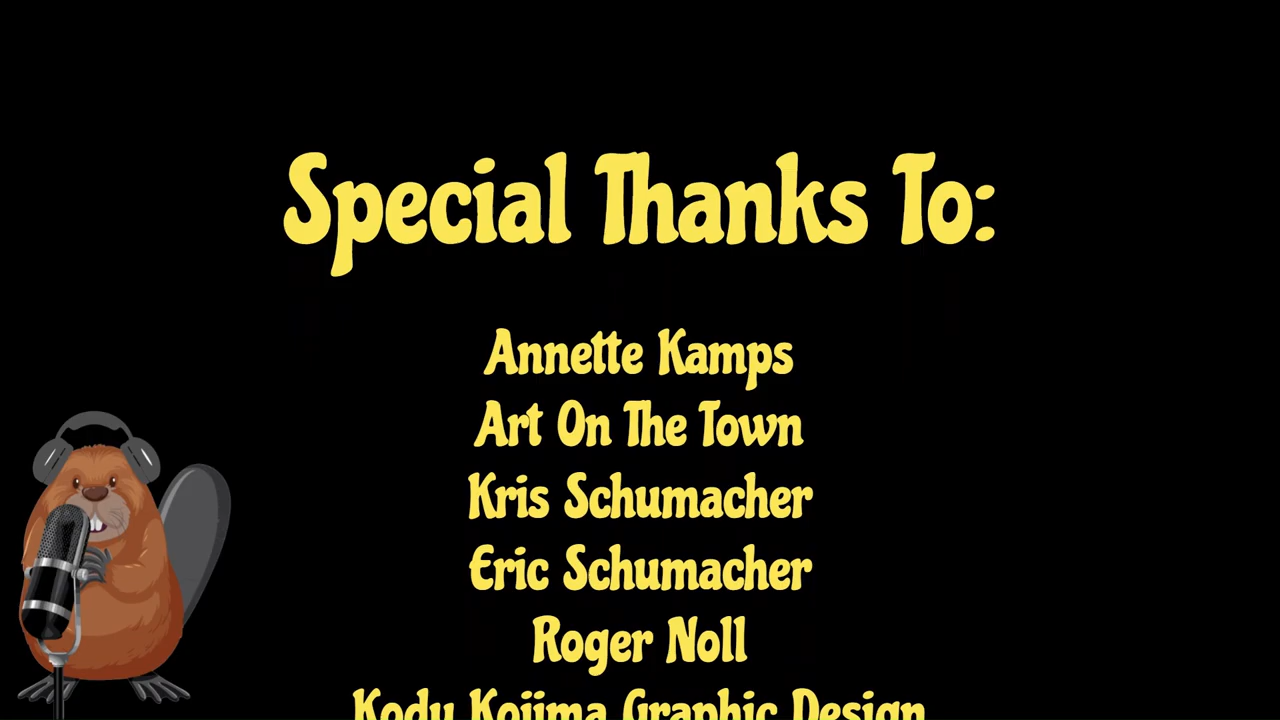 Special Thanks To:
Annette Kamps
Art On The Town
Kris Schumacher
Eric Schumacher
Roger Noll
Kody Kojima Graphic Design